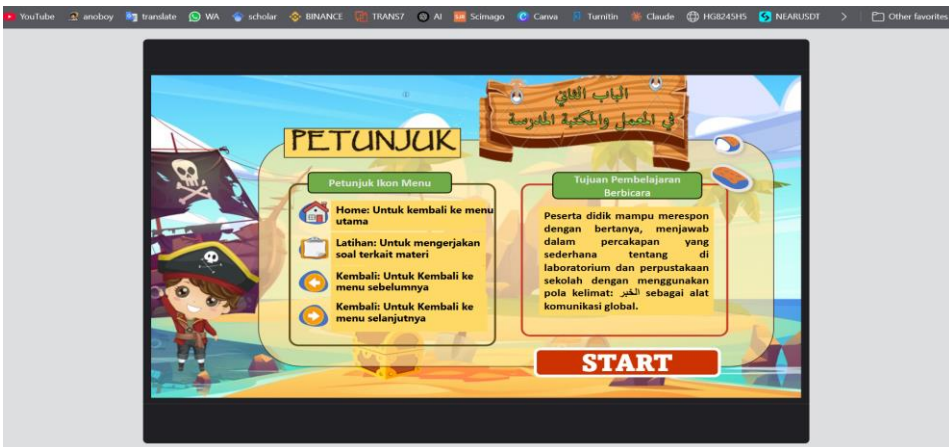 YouTube anoboy translate WA scholar BINANCE TRANS7 AI Scimago Canva Turnitin Claude HG8245H5 NEARUSDT Other favorites
الباب الثاني
في المعمل والمكتبة المدرسة
PETUNJUK
Petunjuk Ikon Menu
Home: Untuk kembali ke menu
utama
Latihan: Untuk mengerjakan
soal terkait materi
Kembali: Untuk Kembali ke
menu sebelumnya
Kembali: Untuk Kembali ke
menu selanjutnya
Tujuan Pembelajaran
Berbicara
Peserta didik mampu merespon
dengan bertanya, menjawab
dalam percakapan yang
sederhana tentang di
laboratorium dan perpustakaan
sekolah dengan menggunakan
pola kelimat: الخبر sebagai alat
komunikasi global.
START